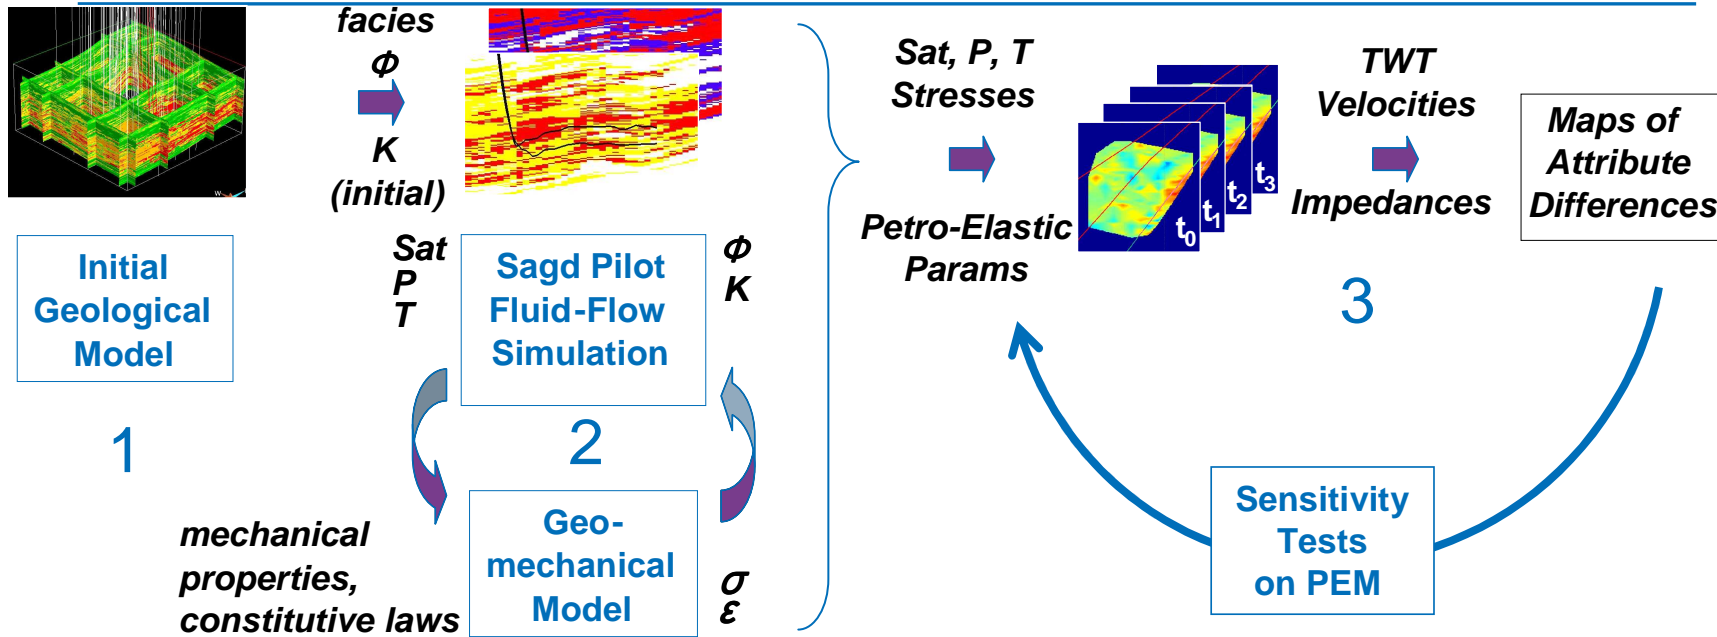 facies
Φ
K
(initial)
Initial
Geological
Model
1
Sat
P
T
Sagd Pilot
Fluid-Flow
Simulation
Φ
K
2
mechanical
properties,
constitutive laws
Geo-
mechanical
Model
σ
ε
Sat, P, T
Stresses
Petro-Elastic
Params
t0
t1
t2
t3
TWT
Velocities
Impedances
3
Maps of
Attribute
Differences
Sensitivity
Tests
on PEM